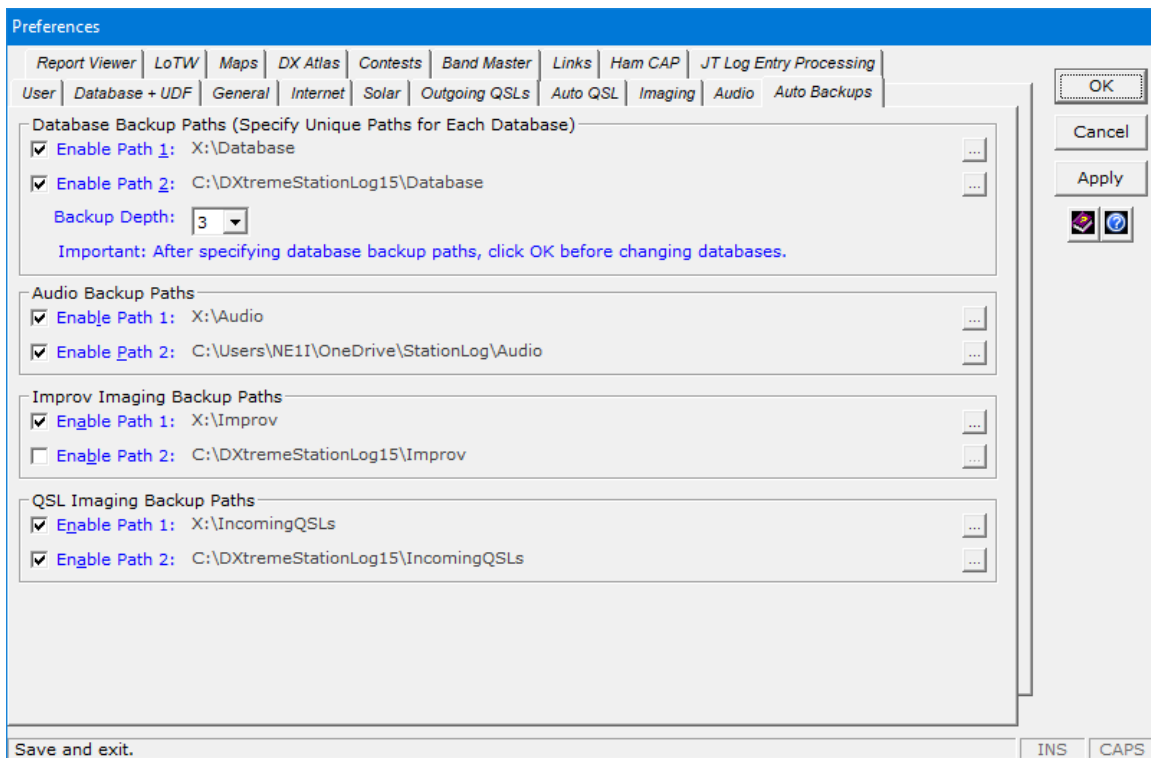 Preferences
Report Viewer LoTW Maps DX Atlas Contests Band Master Links Ham CAP JT Log Entry Processing
User Database + UDF General Internet Solar Outgoing QSLs Auto QSL Imaging Audio Auto Backups
OK
Cancel
Apply
Database Backup Paths (Specify Unique Paths for Each Database)
Enable Path 1: X:\Database ...
Enable Path 2: C:\DXtremeStationLog15\Database ...
Backup Depth: 3
Important: After specifying database backup paths, click OK before changing databases.
Audio Backup Paths
Enable Path 1: X:\Audio ...
Enable Path 2: C:\Users\NE1I\OneDrive\StationLog\Audio ...
Improv Imaging Backup Paths
Enable Path 1: X:\Improv ...
Enable Path 2: C:\DXtremeStationLog15\Improv ...
QSL Imaging Backup Paths
Enable Path 1: X:\IncomingQSLs ...
Enable Path 2: C:\DXtremeStationLog15\IncomingQSLs ...
Save and exit. INS CAPS